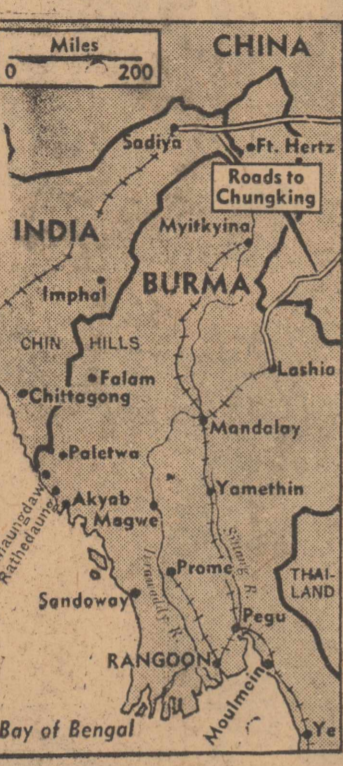 Miles
0 200
CHINA
Sadiya
Ft. Hertz
Roads to
Chungking
INDIA
Myitkyina
BURMA
Imphal
CHIN HILLS
Lashio
Falam
Chittagong
Mandalay
Paletwa
Maungdaw
Rathedaung
Akyab
Yamethin
Magwe
Sittang R.
Irrawaddy R.
Prome
THAI-
LAND
Sandoway
Pegu
RANGOON
Moulmein
Bay of Bengal
Ye